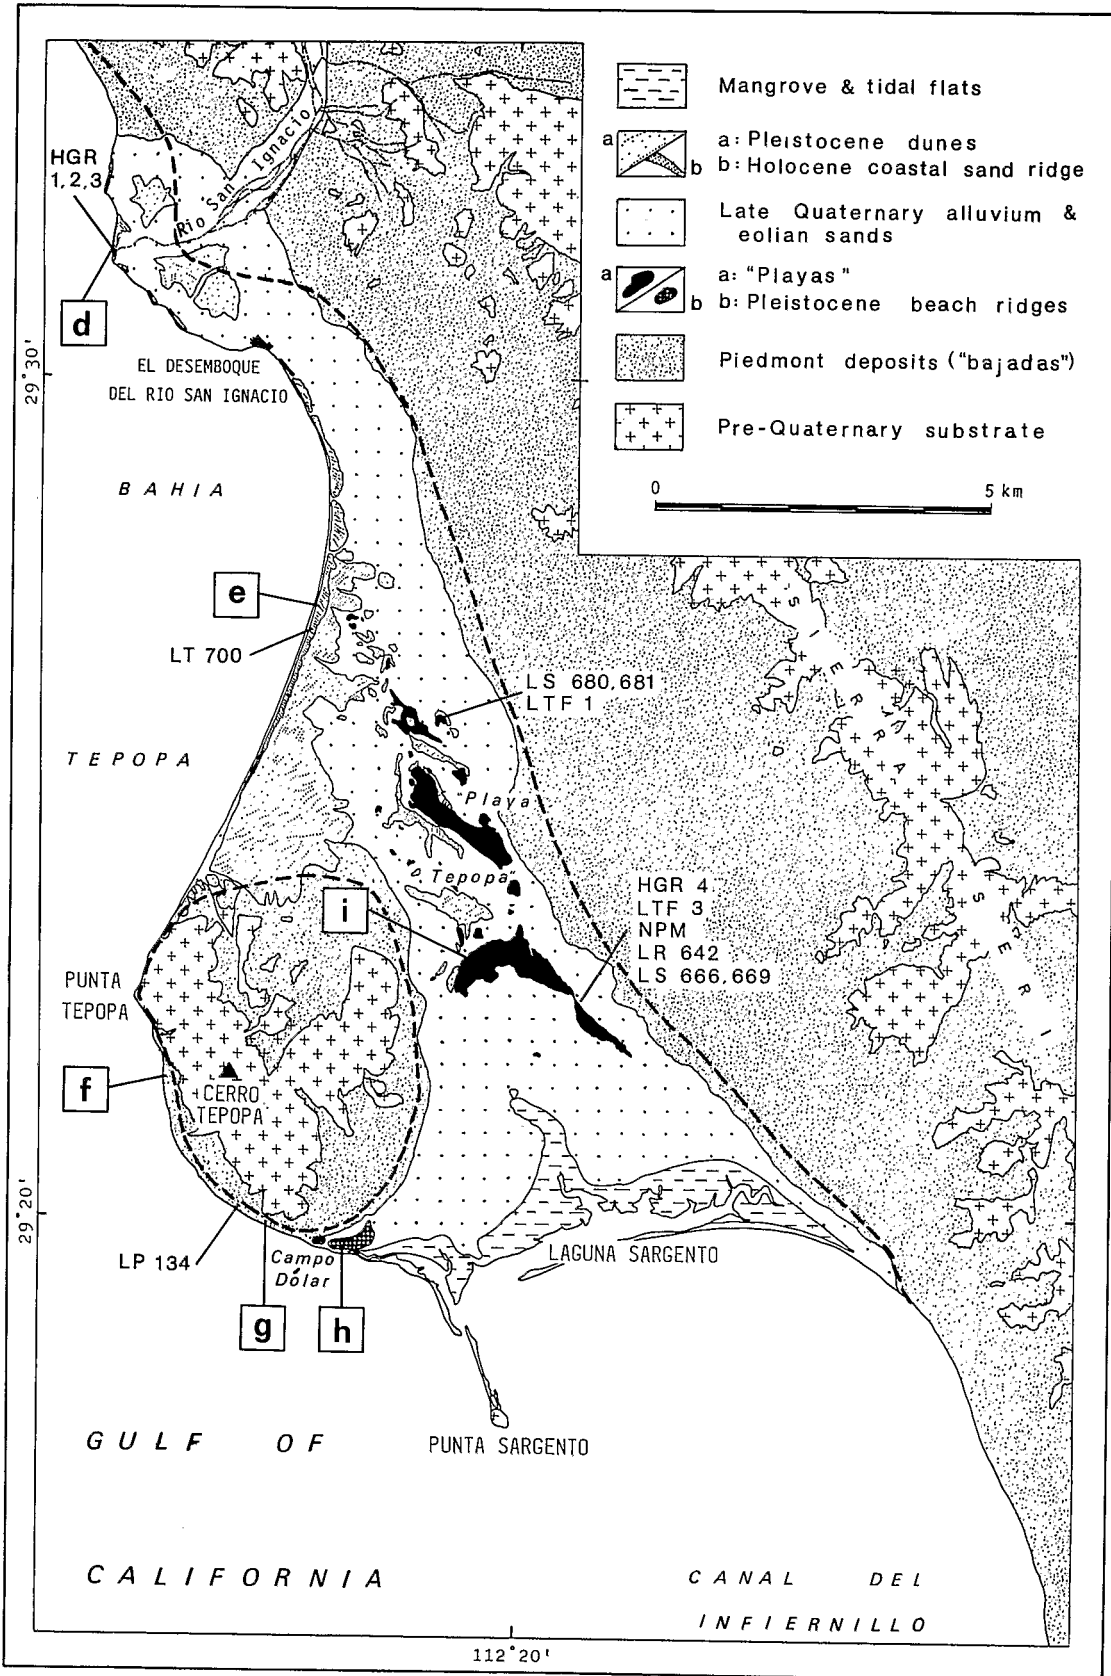 Mangrove & tidal flats
a
b
a: Pleistocene dunes
b: Holocene coastal sand ridge
Late Quaternary alluvium &
eolian sands
a
b
a: "Playas"
b: Pleistocene beach ridges
Piedmont deposits ("bajadas")
Pre-Quaternary substrate
0 5 km
HGR
1,2,3
Rio San Ignacio
d
29°30'
EL DESEMBOQUE
DEL RIO SAN IGNACIO
BAHIA
e
LT 700
LS 680,681
LTF 1
TEPOPA
"Playa
Tepopa"
SIERRA
SERI
i
HGR 4
LTF 3
NPM
LR 642
LS 666,669
PUNTA
TEPOPA
f
CERRO
TEPOPA
29°20'
LP 134
Campo
Dólar
LAGUNA SARGENTO
g
h
GULF OF
PUNTA SARGENTO
CALIFORNIA
CANAL DEL
INFIERNILLO
112°20'